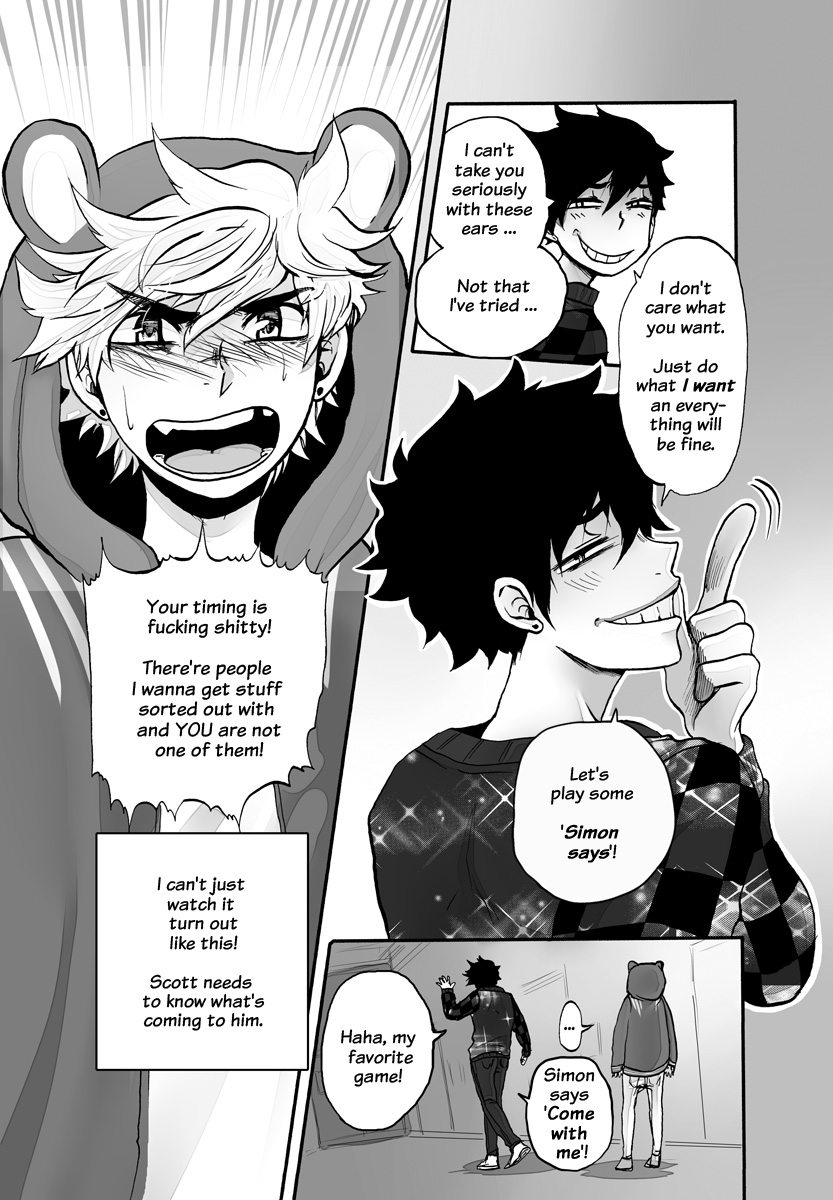 Your timing is
fucking shitty!
There're people
I wanna get stuff
sorted out with
and YOU are not
one of them!
I can't just
watch it
turn out
like this!
Scott needs
to know what's
coming to him.
I can't
take you
seriously
with these
ears ...
Not that
I've tried ...
I don't
care what
you want.
Just do
what I want
an every-
thing will
be fine.
Let's
play some
'Simon
says'!
Haha, my
favorite
game!
...
Simon
says
'Come
with
me'!